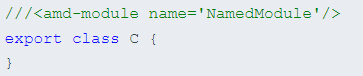 ///<amd-module name='NamedModule'/>
export class C {
}